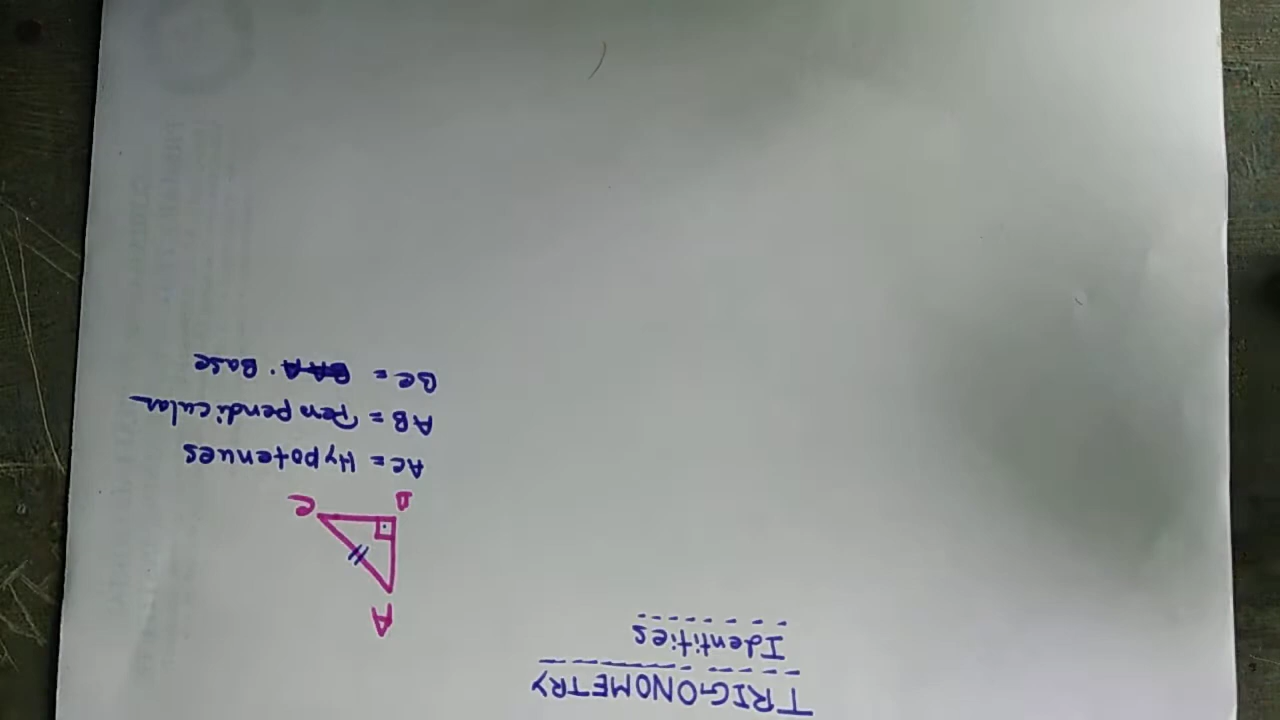 TRIGONOMETRY
Identities
A
B
C
AC = Hypotenues
AB = Perpendicular
BC = Base